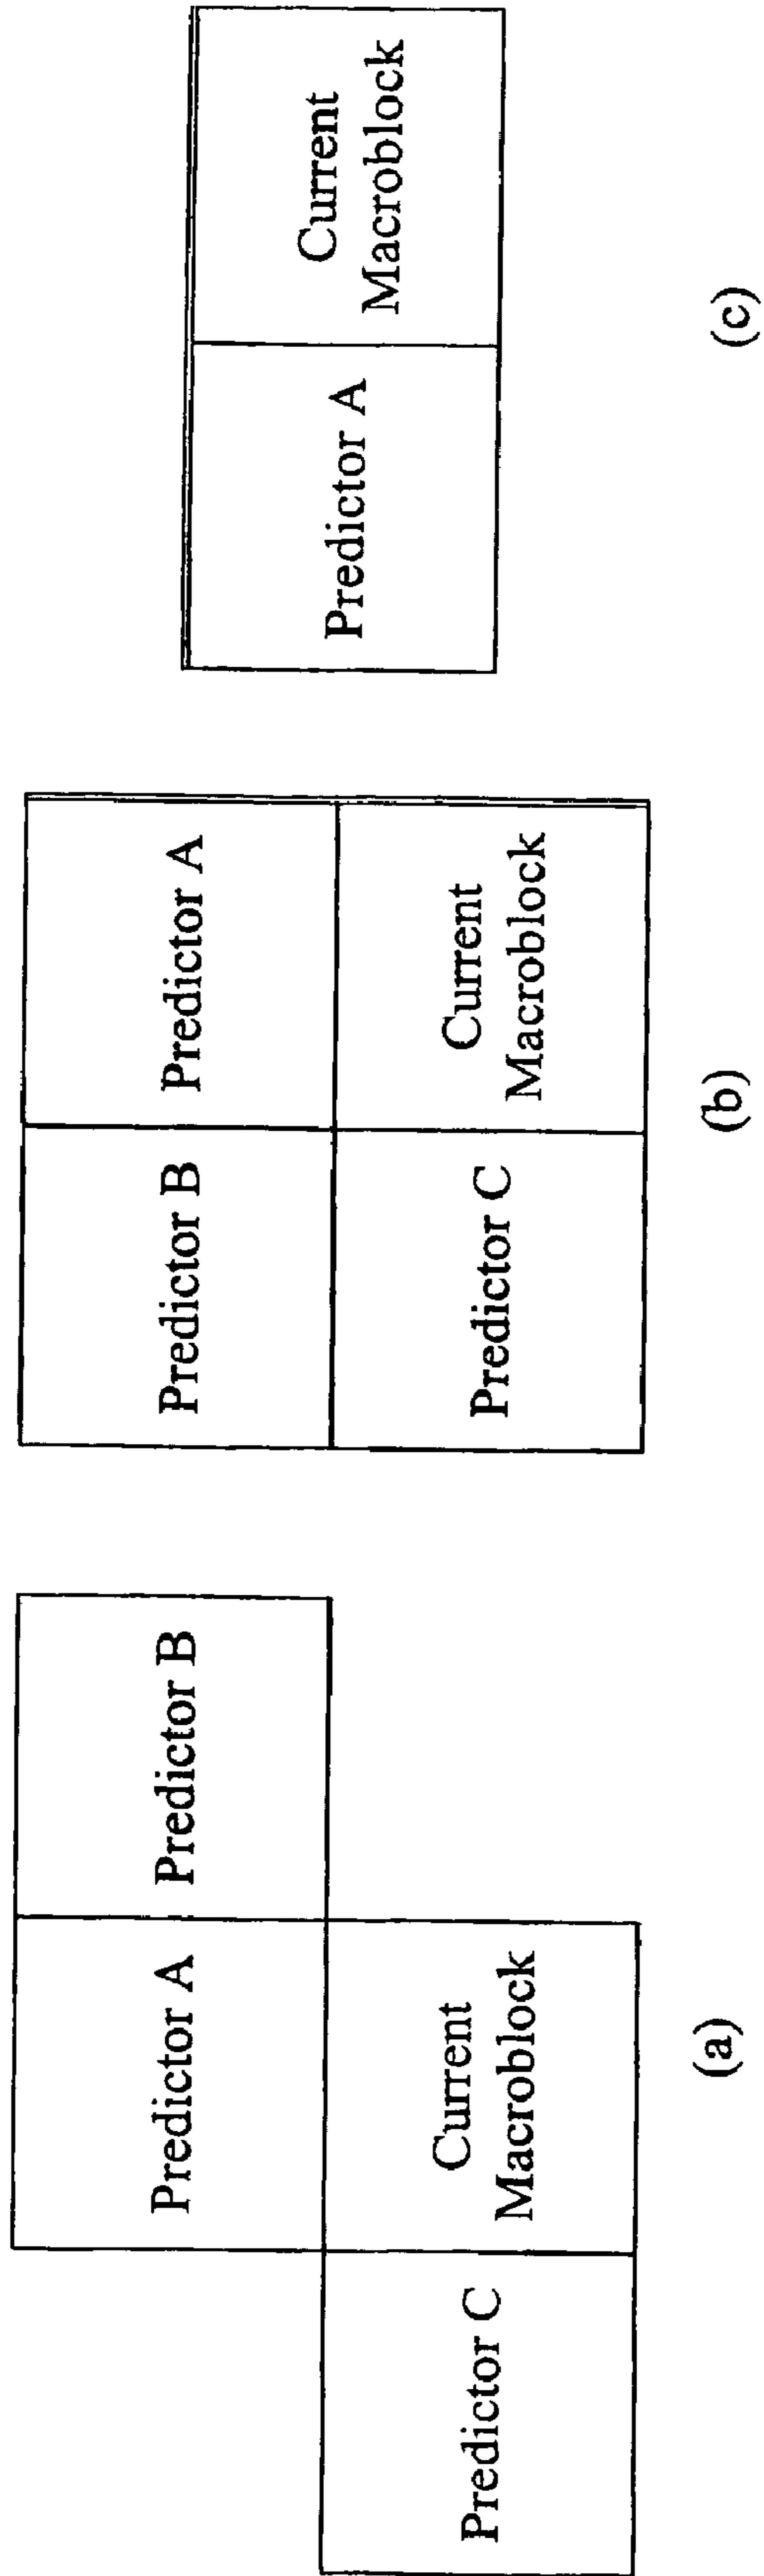 Predictor A
Predictor B
Predictor C
Current
Macroblock
(a)
Predictor B
Predictor A
Predictor C
Current
Macroblock
(b)
Predictor A
Current
Macroblock
(c)